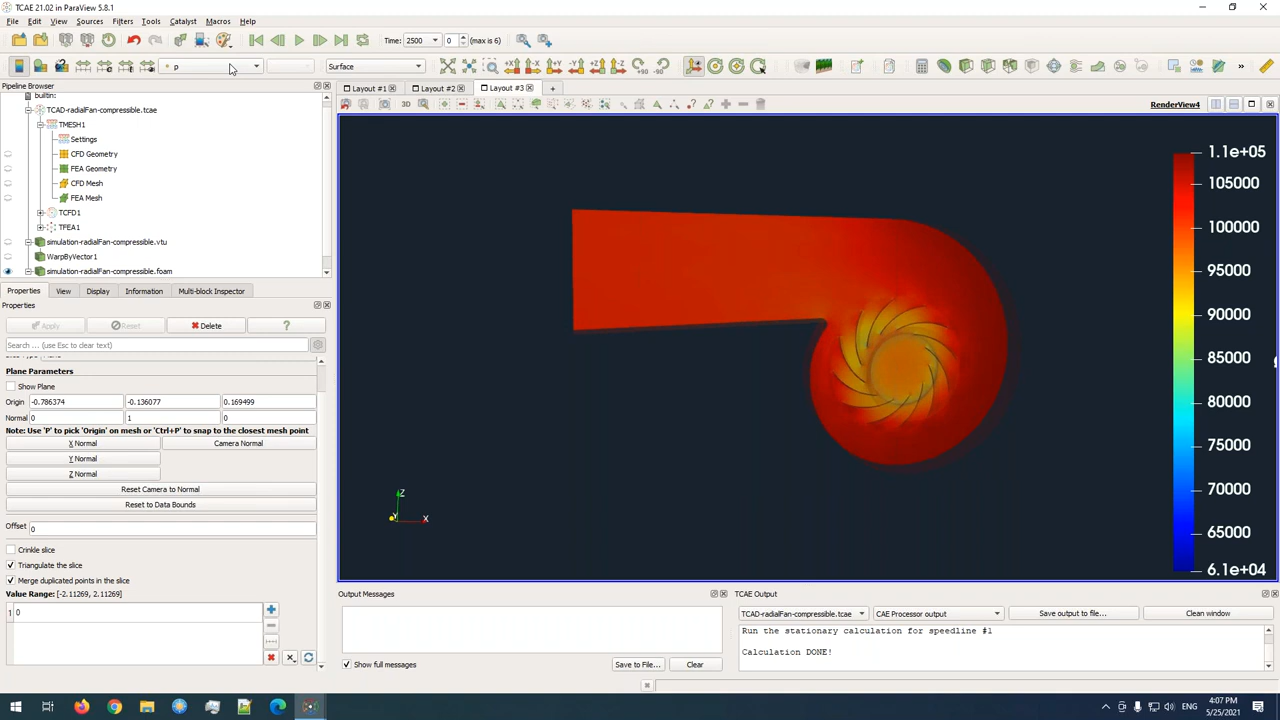 TCAE 21.02 in ParaView 5.8.1
File Edit View Sources Filters Tools Catalyst Macros Help
Time: 2500 0 (max is 6)
p Surface
Pipeline Browser
Layout #1 Layout #2 Layout #3
3D RenderView4
builtin:
TCAD-radialFan-compressible.tcae
TMESH1
Settings
CFD Geometry
FEA Geometry
CFD Mesh
FEA Mesh
TCFD1
TFEA1
simulation-radialFan-compressible.vtu
WarpByVector1
simulation-radialFan-compressible.foam
Properties View Display Information Multi-block Inspector
Properties
Apply Reset Delete ?
Search ... (use Esc to clear text)
Plane Parameters
Show Plane
Origin -0.786374 -0.136077 0.169499
Normal 0 1 0
Note: Use 'P' to pick 'Origin' on mesh or 'Ctrl+P' to snap to the closest mesh point
X Normal Camera Normal
Y Normal
Z Normal
Reset Camera to Normal
Reset to Data Bounds
Offset 0
Crinkle slice
Triangulate the slice
Merge duplicated points in the slice
Value Range: [-2.11269, 2.11269]
1 0
1.1e+05
105000
100000
95000
90000
85000
80000
75000
70000
65000
6.1e+04
Z
Y
X
Output Messages
Show full messages Save to File... Clear
TCAE Output
TCAD-radialFan-compressible.tcae CAE Processor output Save output to file... Clean window
Run the stationary calculation for speedline #1
Calculation DONE!
ENG
4:07 PM
5/25/2021